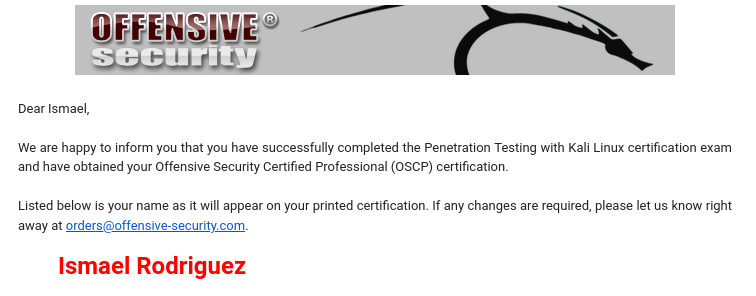 OFFENSIVE®
security
Dear Ismael,
We are happy to inform you that you have successfully completed the Penetration Testing with Kali Linux certification exam
and have obtained your Offensive Security Certified Professional (OSCP) certification.
Listed below is your name as it will appear on your printed certification. If any changes are required, please let us know right
away at orders@offensive-security.com.
Ismael Rodriguez